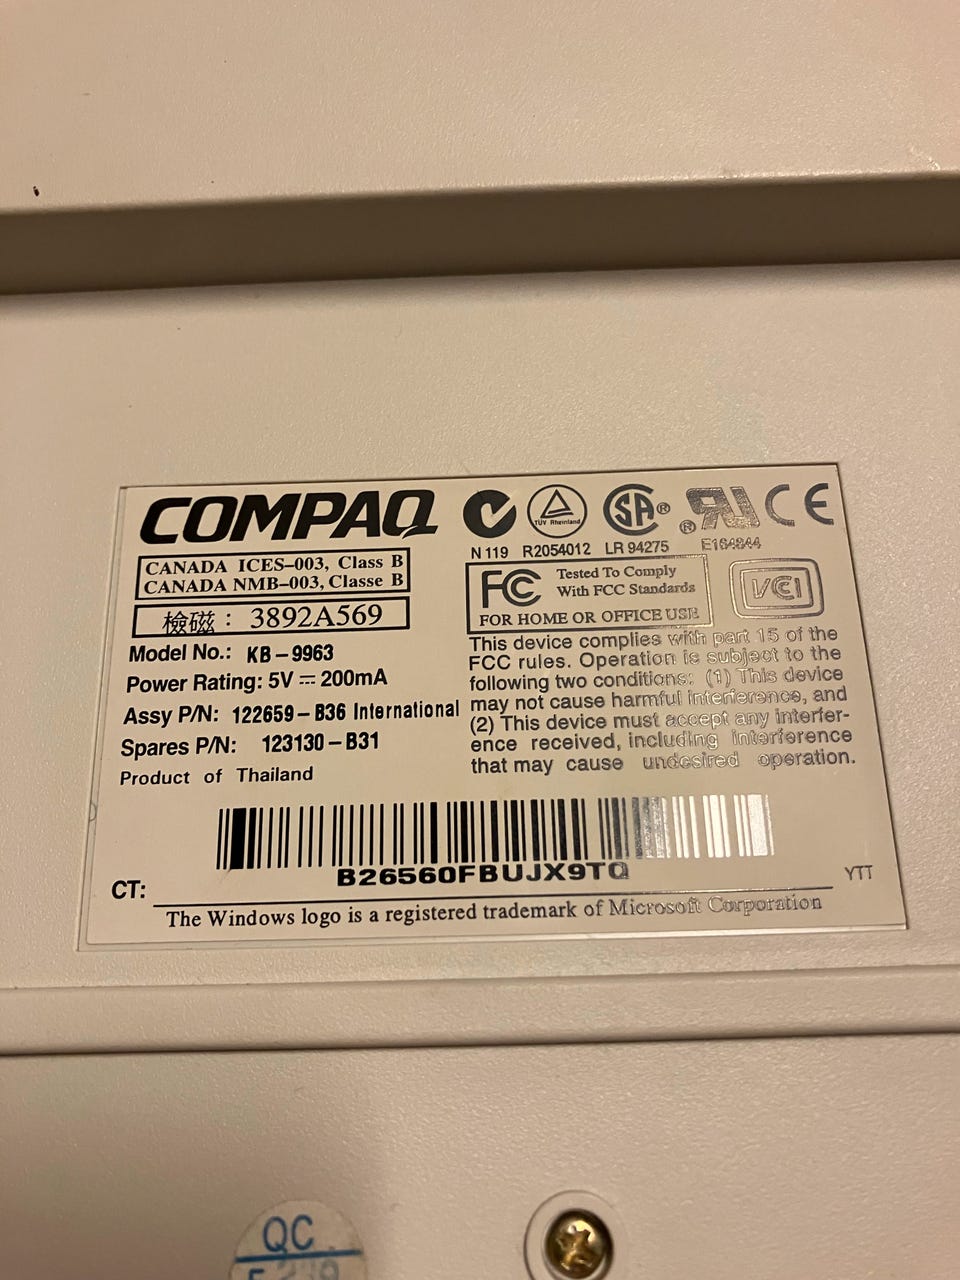 COMPAQ
N 119 R2054012 LR 94275 E164844
TÜV Rheinland
SA ®
® CE
CANADA ICES–003, Class B
CANADA NMB–003, Classe B
檢磁 : 3892A569
Model No.: KB–9963
Power Rating: 5V ⎓ 200mA
Assy P/N: 122659–B36 International
Spares P/N: 123130–B31
Product of Thailand
FC Tested To Comply
With FCC Standards
FOR HOME OR OFFICE USE
VCI
This device complies with part 15 of the
FCC rules. Operation is subject to the
following two conditions: (1) This device
may not cause harmful interference, and
(2) This device must accept any interfer-
ence received, including interference
that may cause undesired operation.
B26560FBUJX9TQ
CT:
YTT
The Windows logo is a registered trademark of Microsoft Corporation
QC